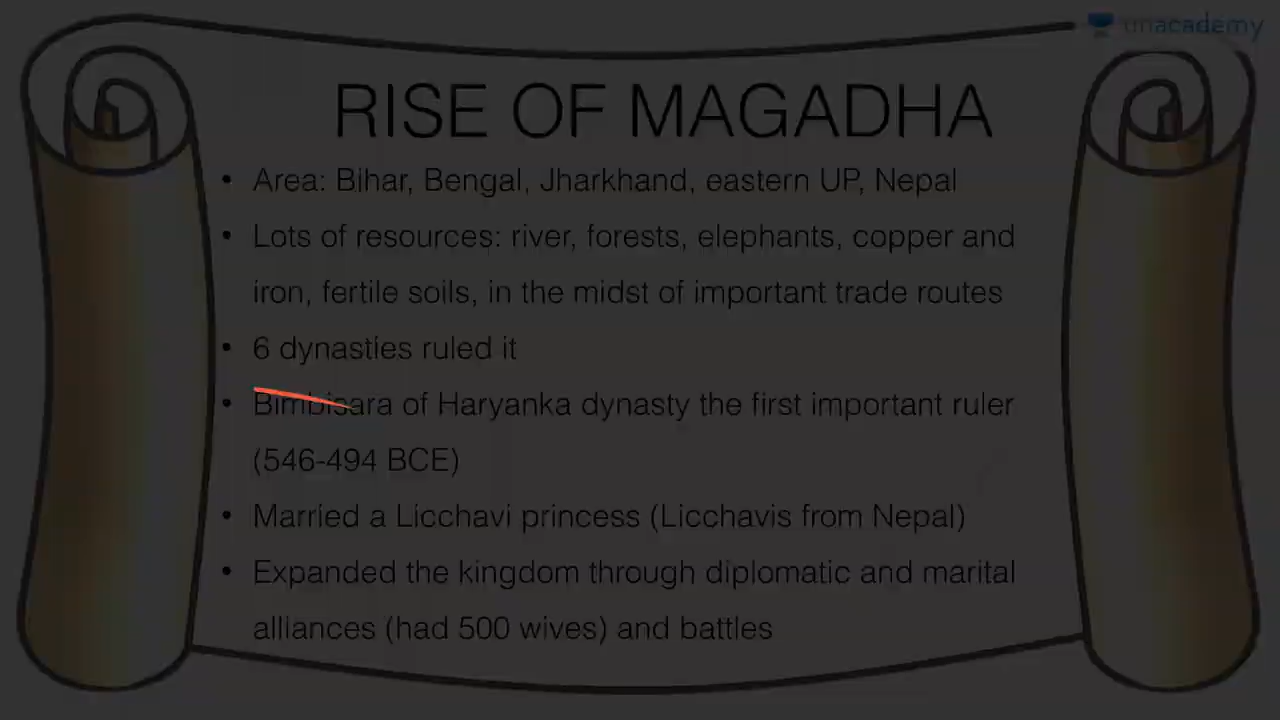 unacademy
RISE OF MAGADHA
• Area: Bihar, Bengal, Jharkhand, eastern UP, Nepal
• Lots of resources: river, forests, elephants, copper and
iron, fertile soils, in the midst of important trade routes
• 6 dynasties ruled it
• Bimbisara of Haryanka dynasty the first important ruler
(546-494 BCE)
• Married a Licchavi princess (Licchavis from Nepal)
• Expanded the kingdom through diplomatic and marital
alliances (had 500 wives) and battles